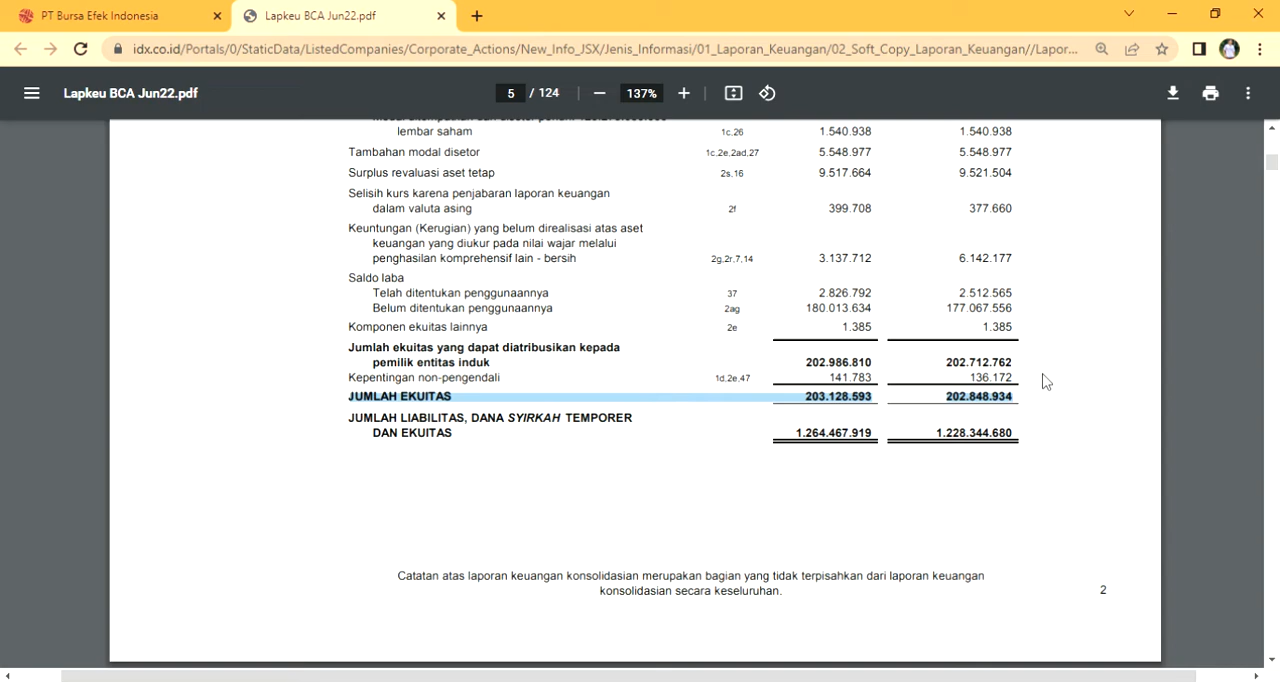 PT Bursa Efek Indonesia
Lapkeu BCA Jun22.pdf
idx.co.id/Portals/0/StaticData/ListedCompanies/Corporate_Actions/New_Info_JSX/Jenis_Informasi/01_Laporan_Keuangan/02_Soft_Copy_Laporan_Keuangan//Lapor...
Lapkeu BCA Jun22.pdf 5 / 124 137%
lembar saham 1c,26 1.540.938 1.540.938
Tambahan modal disetor 1c,2e,2ad,27 5.548.977 5.548.977
Surplus revaluasi aset tetap 2s,16 9.517.664 9.521.504
Selisih kurs karena penjabaran laporan keuangan
dalam valuta asing 2f 399.708 377.660
Keuntungan (Kerugian) yang belum direalisasi atas aset
keuangan yang diukur pada nilai wajar melalui
penghasilan komprehensif lain - bersih 2g,2r,7,14 3.137.712 6.142.177
Saldo laba
Telah ditentukan penggunaannya 37 2.826.792 2.512.565
Belum ditentukan penggunaannya 2ag 180.013.634 177.067.556
Komponen ekuitas lainnya 2e 1.385 1.385
Jumlah ekuitas yang dapat diatribusikan kepada
pemilik entitas induk 202.986.810 202.712.762
Kepentingan non-pengendali 1d,2e,47 141.783 136.172
JUMLAH EKUITAS 203.128.593 202.848.934
JUMLAH LIABILITAS, DANA SYIRKAH TEMPORER
DAN EKUITAS 1.264.467.919 1.228.344.680
Catatan atas laporan keuangan konsolidasian merupakan bagian yang tidak terpisahkan dari laporan keuangan
konsolidasian secara keseluruhan.
2